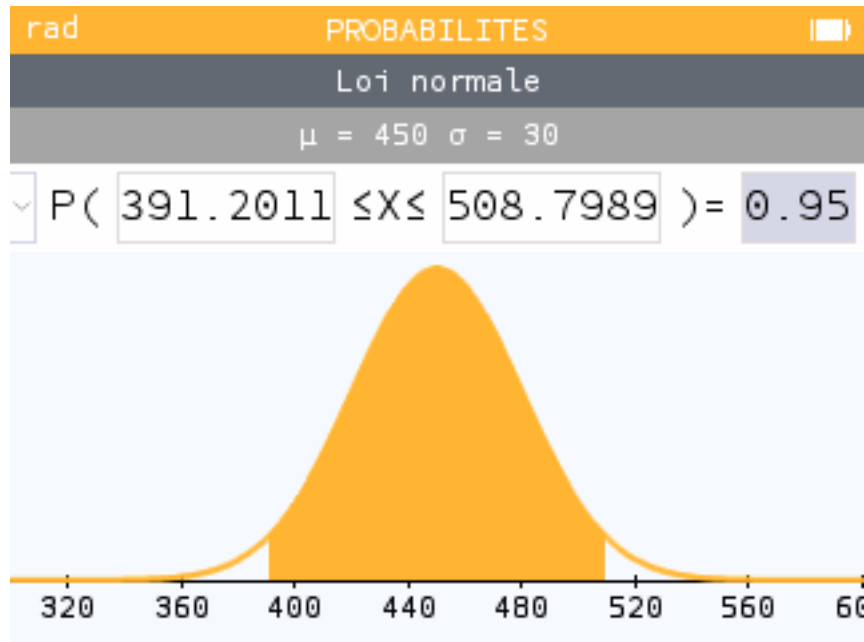 rad PROBABILITES
Loi normale
μ = 450 σ = 30
P( 391.2011 ≤X≤ 508.7989 )= 0.95
320 360 400 440 480 520 560